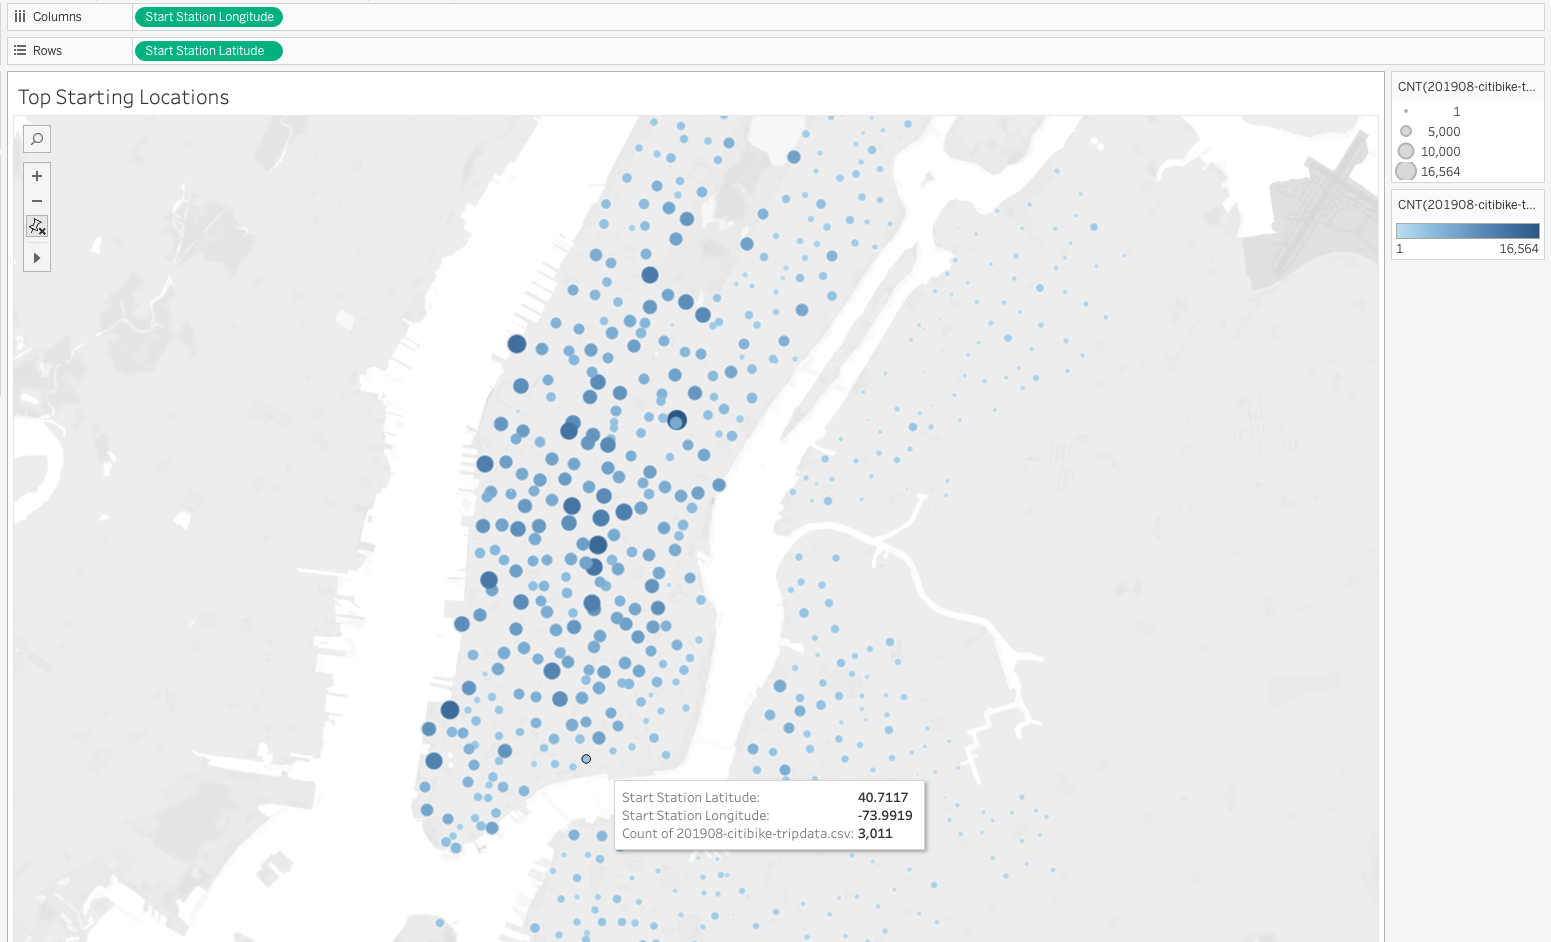 Columns
Start Station Longitude
Rows
Start Station Latitude
Top Starting Locations
CNT(201908-citibike-t...
1
5,000
10,000
16,564
CNT(201908-citibike-t...
1 16,564
Start Station Latitude: 40.7117
Start Station Longitude: -73.9919
Count of 201908-citibike-tripdata.csv: 3,011